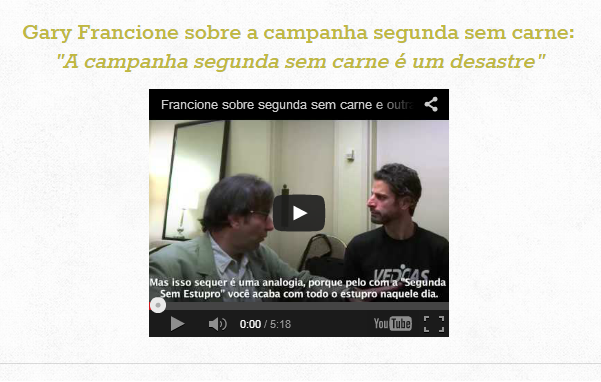 Gary Francione sobre a campanha segunda sem carne:
"A campanha segunda sem carne é um desastre"
Francione sobre segunda sem carne e outra
Mas isso sequer é uma analogia, porque pelo com a "Segunda
Sem Estupro" você acaba com todo o estupro naquele dia.
0:00 / 5:18
YouTube